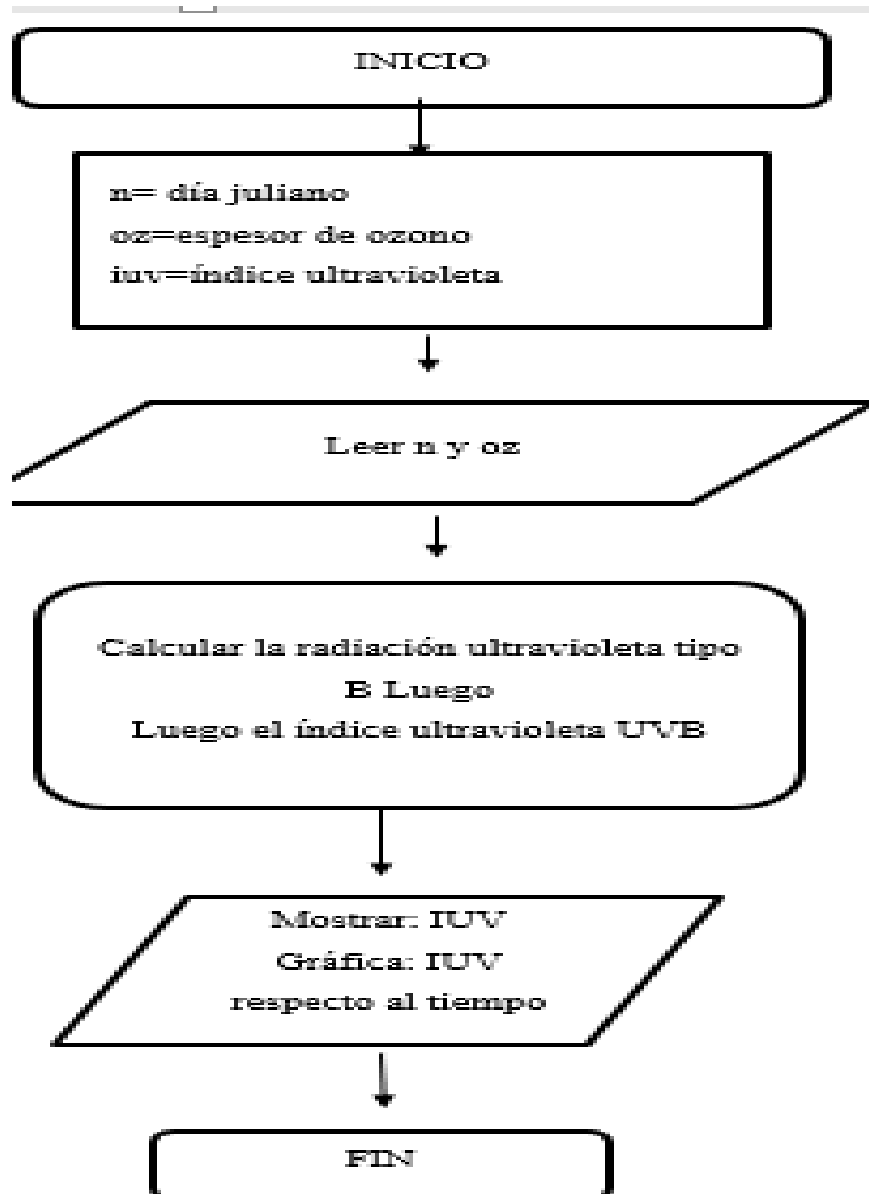 INICIO
n= día juliano
oz=espesor de ozono
iuv=índice ultravioleta
Leer n y oz
Calcular la radiación ultravioleta tipo
B Luego
Luego el índice ultravioleta UVB
Mostrar: IUV
Gráfica: IUV
respecto al tiempo
FIN